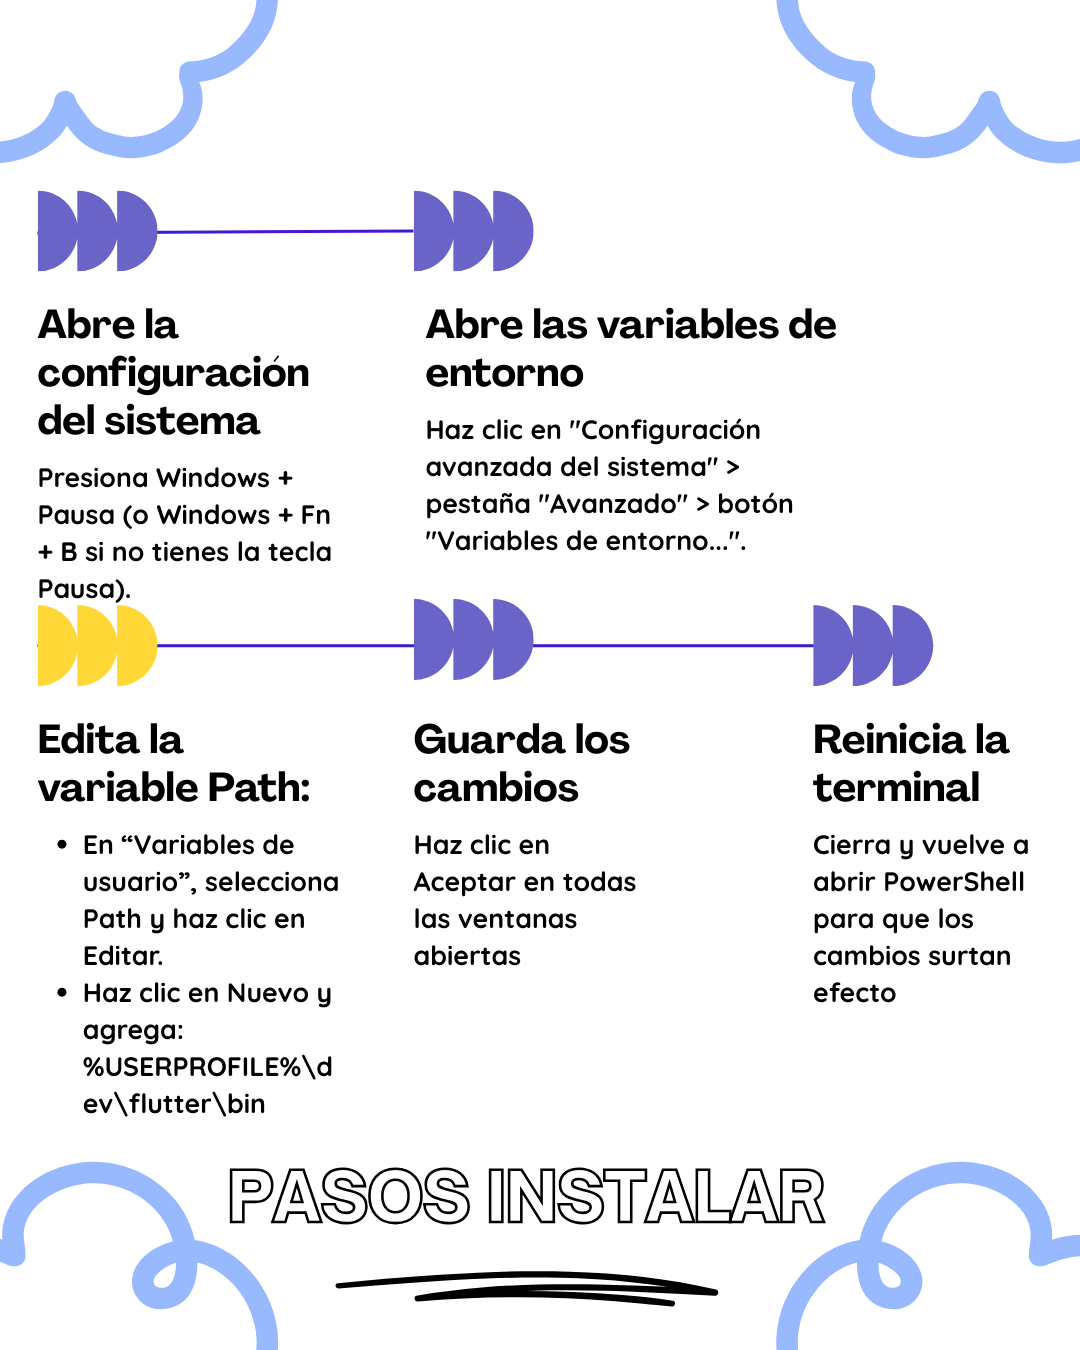 Abre la
configuración
del sistema
Presiona Windows +
Pausa (o Windows + Fn
+ B si no tienes la tecla
Pausa).
Abre las variables de
entorno
Haz clic en "Configuración
avanzada del sistema" >
pestaña "Avanzado" > botón
"Variables de entorno...".
Edita la
variable Path:
• En “Variables de
usuario”, selecciona
Path y haz clic en
Editar.
• Haz clic en Nuevo y
agrega:
%USERPROFILE%\d
ev\flutter\bin
Guarda los
cambios
Haz clic en
Aceptar en todas
las ventanas
abiertas
Reinicia la
terminal
Cierra y vuelve a
abrir PowerShell
para que los
cambios surtan
efecto
PASOS INSTALAR